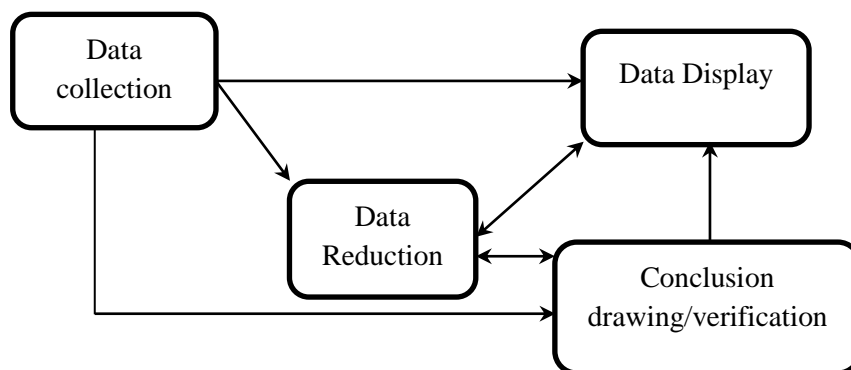 Data
collection
Data Display
Data
Reduction
Conclusion
drawing/verification